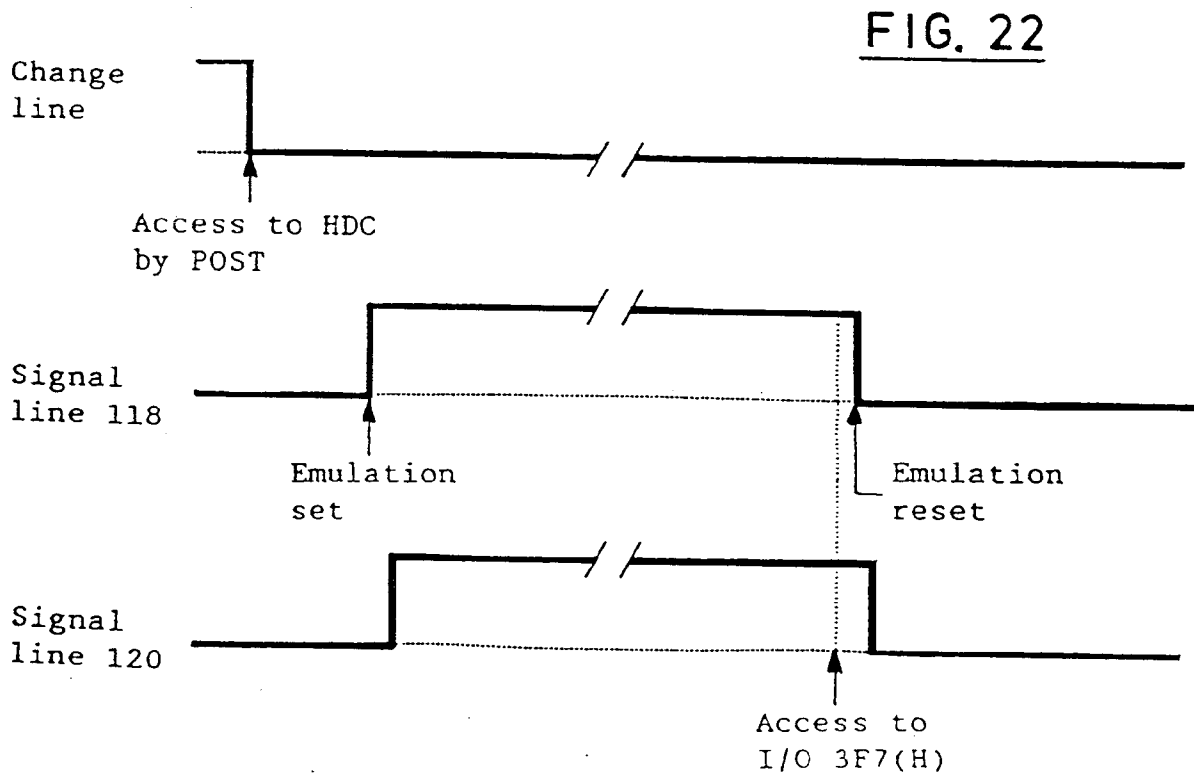 FIG. 22
Change
line
Access to HDC
by POST
Signal
line 118
Emulation
set
Emulation
reset
Signal
line 120
Access to
I/O 3F7(H)